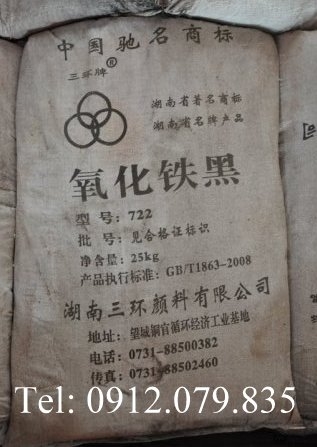 中国驰名商标
三环牌®
湖南省著名商标
湖南省名牌产品
氧化铁黑
型号：722
批号：见合格证标识
净含量：25kg
产品执行标准：GB/T1863-2008
湖南三环颜料有限公司
地址：望城铜官循环经济工业基地
电话：0731-88500382
传真：0731-88502460
Tel: 0912.079.835